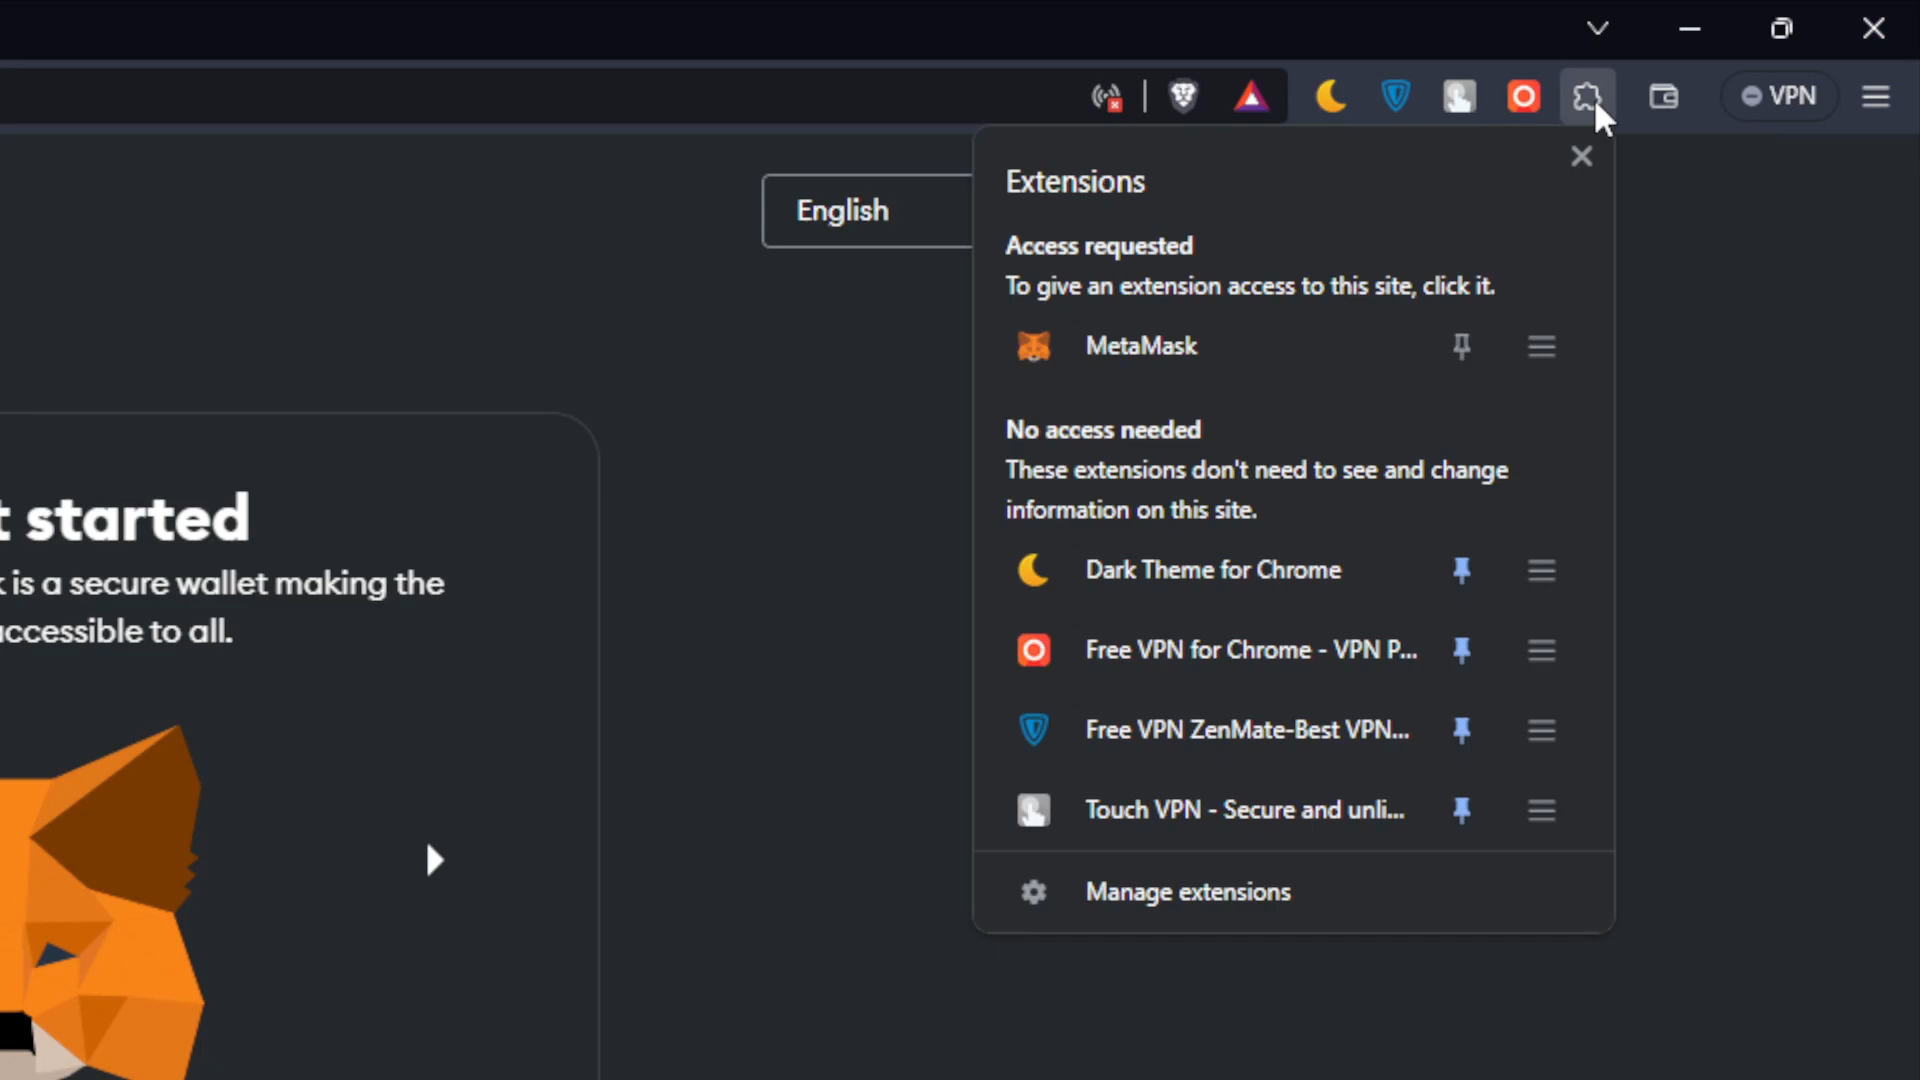 VPN
English
Extensions
Access requested
To give an extension access to this site, click it.
MetaMask
No access needed
These extensions don't need to see and change
information on this site.
Dark Theme for Chrome
Free VPN for Chrome - VPN P...
Free VPN ZenMate-Best VPN...
Touch VPN - Secure and unli...
Manage extensions
t started
k is a secure wallet making the
accessible to all.